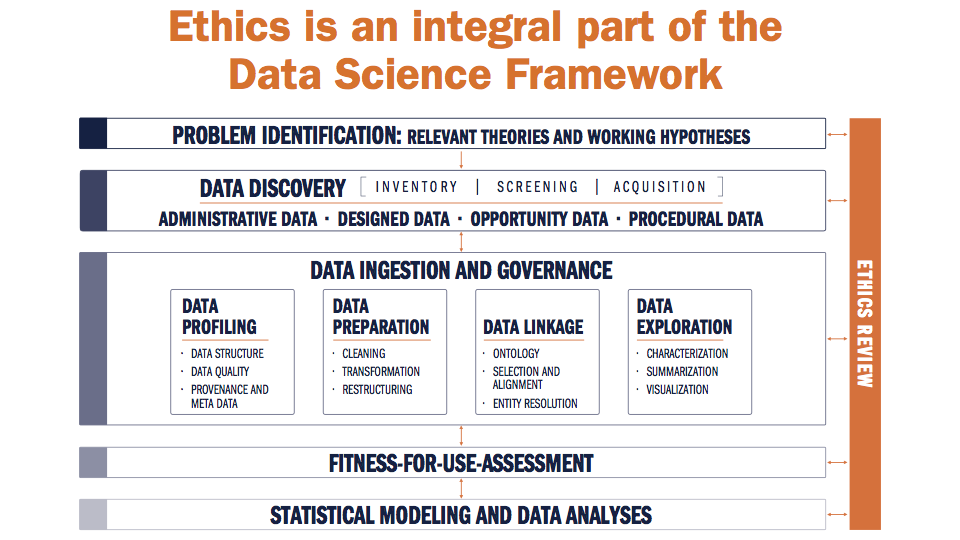 Ethics is an integral part of the
Data Science Framework
PROBLEM IDENTIFICATION: RELEVANT THEORIES AND WORKING HYPOTHESES
DATA DISCOVERY [ INVENTORY | SCREENING | ACQUISITION ]
ADMINISTRATIVE DATA · DESIGNED DATA · OPPORTUNITY DATA · PROCEDURAL DATA
DATA INGESTION AND GOVERNANCE
DATA
PROFILING
· DATA STRUCTURE
· DATA QUALITY
· PROVENANCE AND
META DATA
DATA
PREPARATION
· CLEANING
· TRANSFORMATION
· RESTRUCTURING
DATA LINKAGE
· ONTOLOGY
· SELECTION AND
ALIGNMENT
· ENTITY RESOLUTION
DATA
EXPLORATION
· CHARACTERIZATION
· SUMMARIZATION
· VISUALIZATION
FITNESS-FOR-USE-ASSESSMENT
STATISTICAL MODELING AND DATA ANALYSES
ETHICS REVIEW